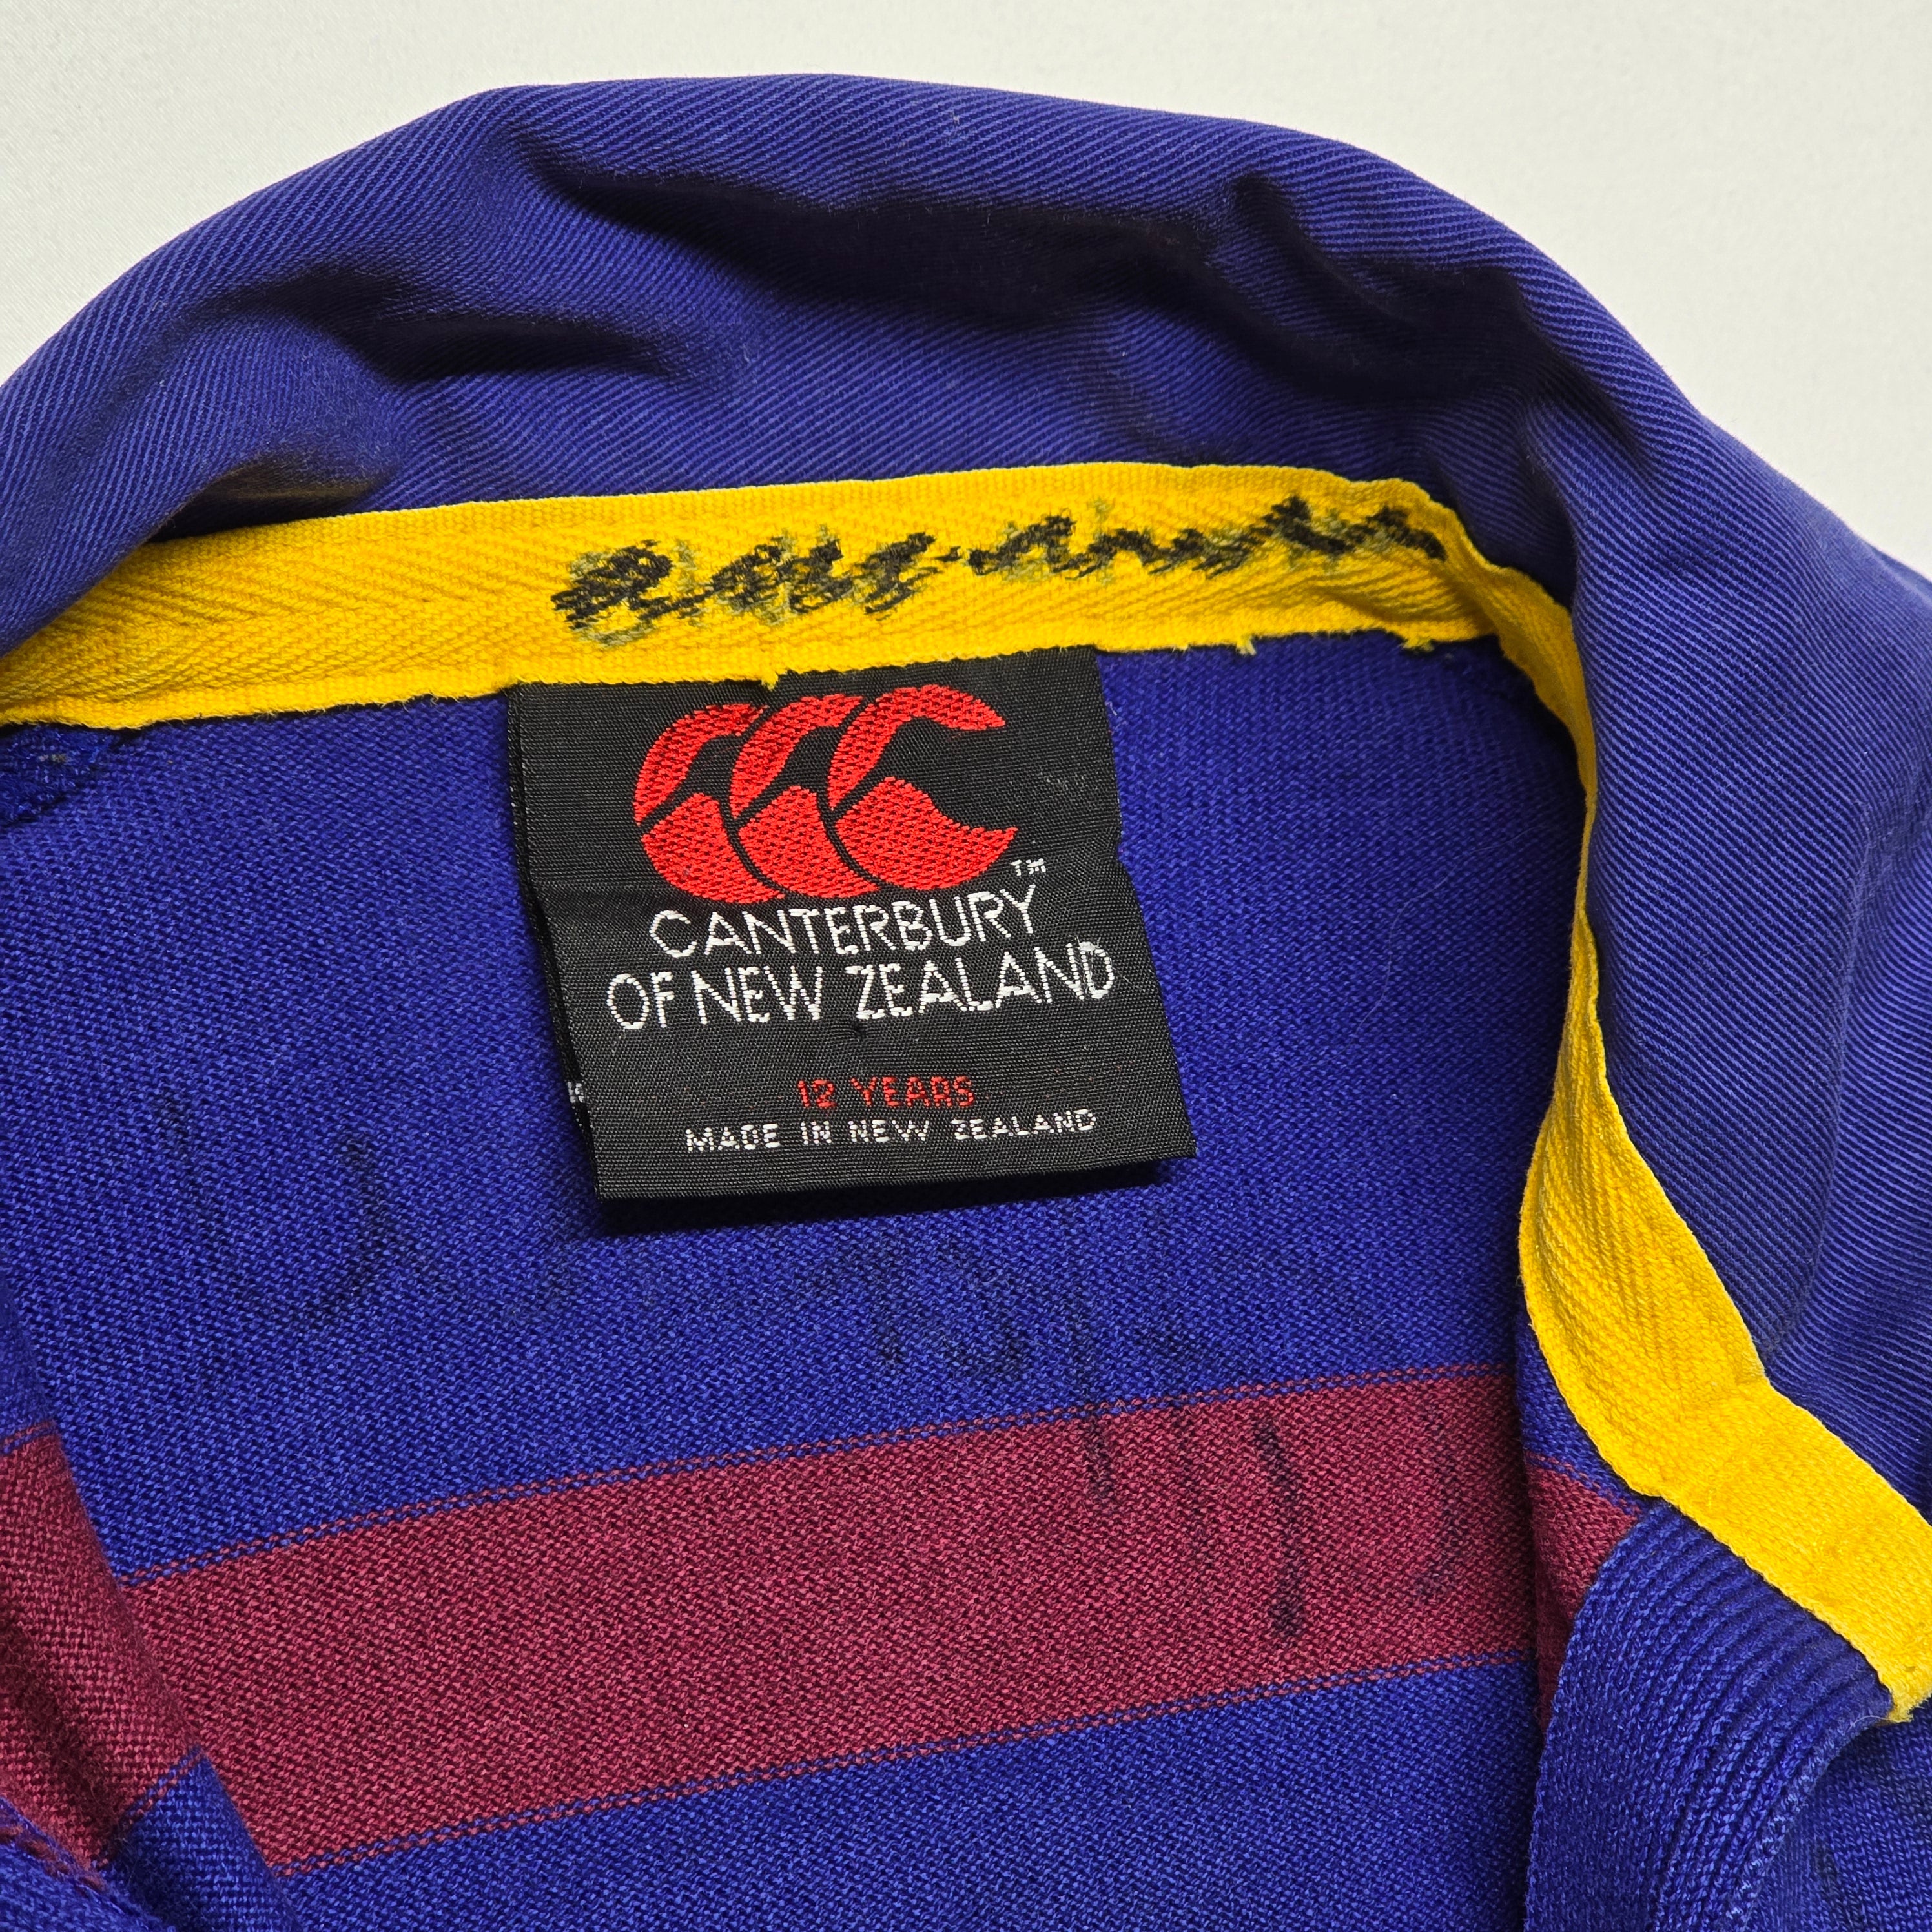 CANTERBURY™
OF NEW ZEALAND
12 YEARS
MADE IN NEW ZEALAND